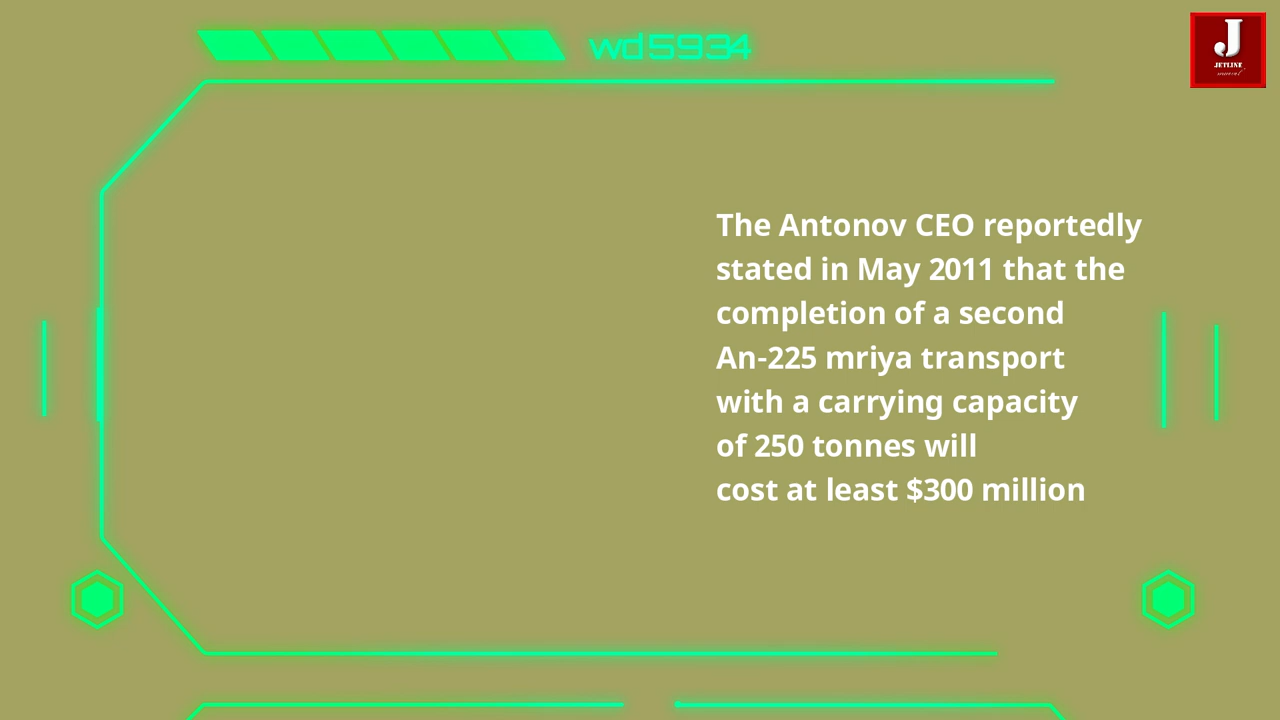 wd5934
J
JETLINE
The Antonov CEO reportedly
stated in May 2011 that the
completion of a second
An-225 mriya transport
with a carrying capacity
of 250 tonnes will
cost at least $300 million